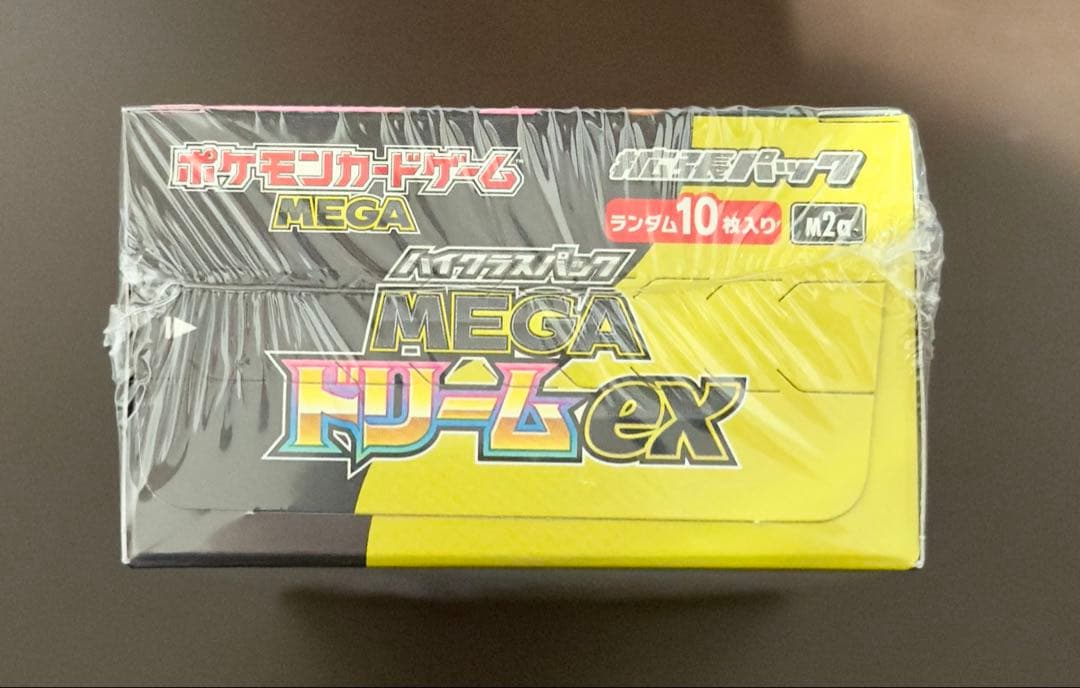 ポケモンカードゲーム
MEGA
拡張パック
ランダム10枚入り
M2a
ハイクラスパック
MEGA
ドリームex